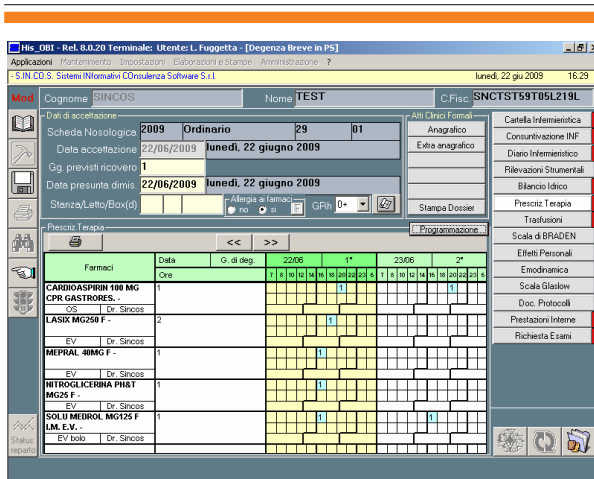 His_OBI - Rel. 8.0.20 Terminale: Utente: L. Fuggetta - [Degenza Breve in PS]
Applicazioni Mantenimento Impostazioni Elaborazioni e Stampe Amministrazione ?
- S.IN.CO.S. Sistemi INformativi COnsulenza Software S.r.l. lunedì, 22 giu 2009 16.29
Mod Cognome SINCOS Nome TEST C.Fisc. SNCTST59T05L219L
Dati di accettazione Atti Clinici Formali
Scheda Nosologica 2009 Ordinario 29 01 Anagrafico
Data accettazione 22/06/2009 lunedì, 22 giugno 2009 Extra anagrafico
Gg. previsti ricovero 1
Data presunta dimis. 22/06/2009 lunedì, 22 giugno 2009
Stanza/Letto/Box(d) Allergia ai farmaci no si F GRh 0+ Stampa Dossier
Prescriz.Terapia Programmazione
<< >>
Farmaci Data G. di deg. 22/06 1° 23/06 2°
Ore 7 8 10 12 14 16 18 20 22 23 6 7 8 10 12 14 16 18 20 22 23 6
CARDIOASPIRIN 100 MG 1 1 1
CPR GASTRORES. -
OS Dr. Sincos
LASIX MG250 F - 2 1
EV Dr. Sincos
MEPRAL 40MG F - 1 1
EV Dr. Sincos
NITROGLICERINA PH&T 1 1
MG25 F -
EV Dr. Sincos
SOLU MEDROL MG125 F 1 1 1
I.M. E.V. -
EV bolo Dr. Sincos
Cartella Infermieristica
Consuntivazione INF
Diario Infermieristico
Rilevazioni Strumentali
Bilancio Idrico
Prescriz.Terapia
Trasfusioni
Scala di BRADEN
Effetti Personali
Emodinamica
Scala Glaslow
Doc. Protocolli
Prestazioni Interne
Richiesta Esami
Status
reparto